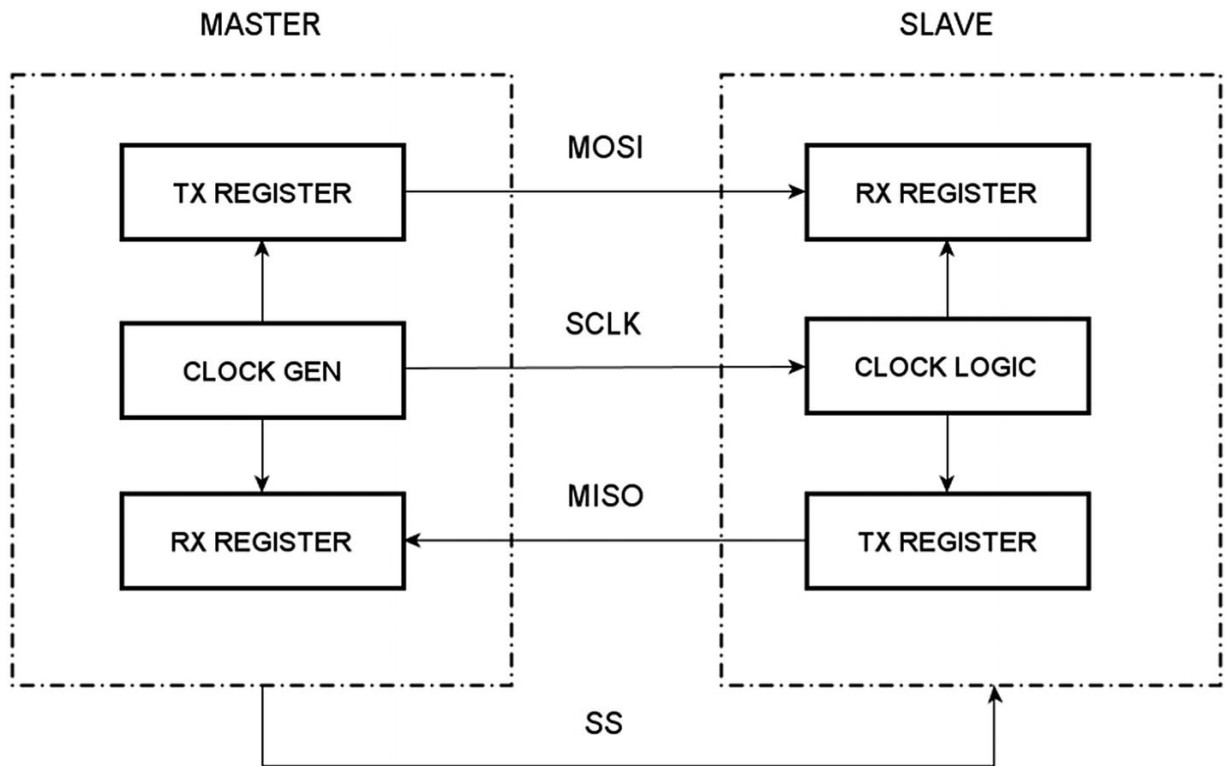 MASTER
SLAVE
MOSI
TX REGISTER
RX REGISTER
SCLK
CLOCK GEN
CLOCK LOGIC
MISO
RX REGISTER
TX REGISTER
SS